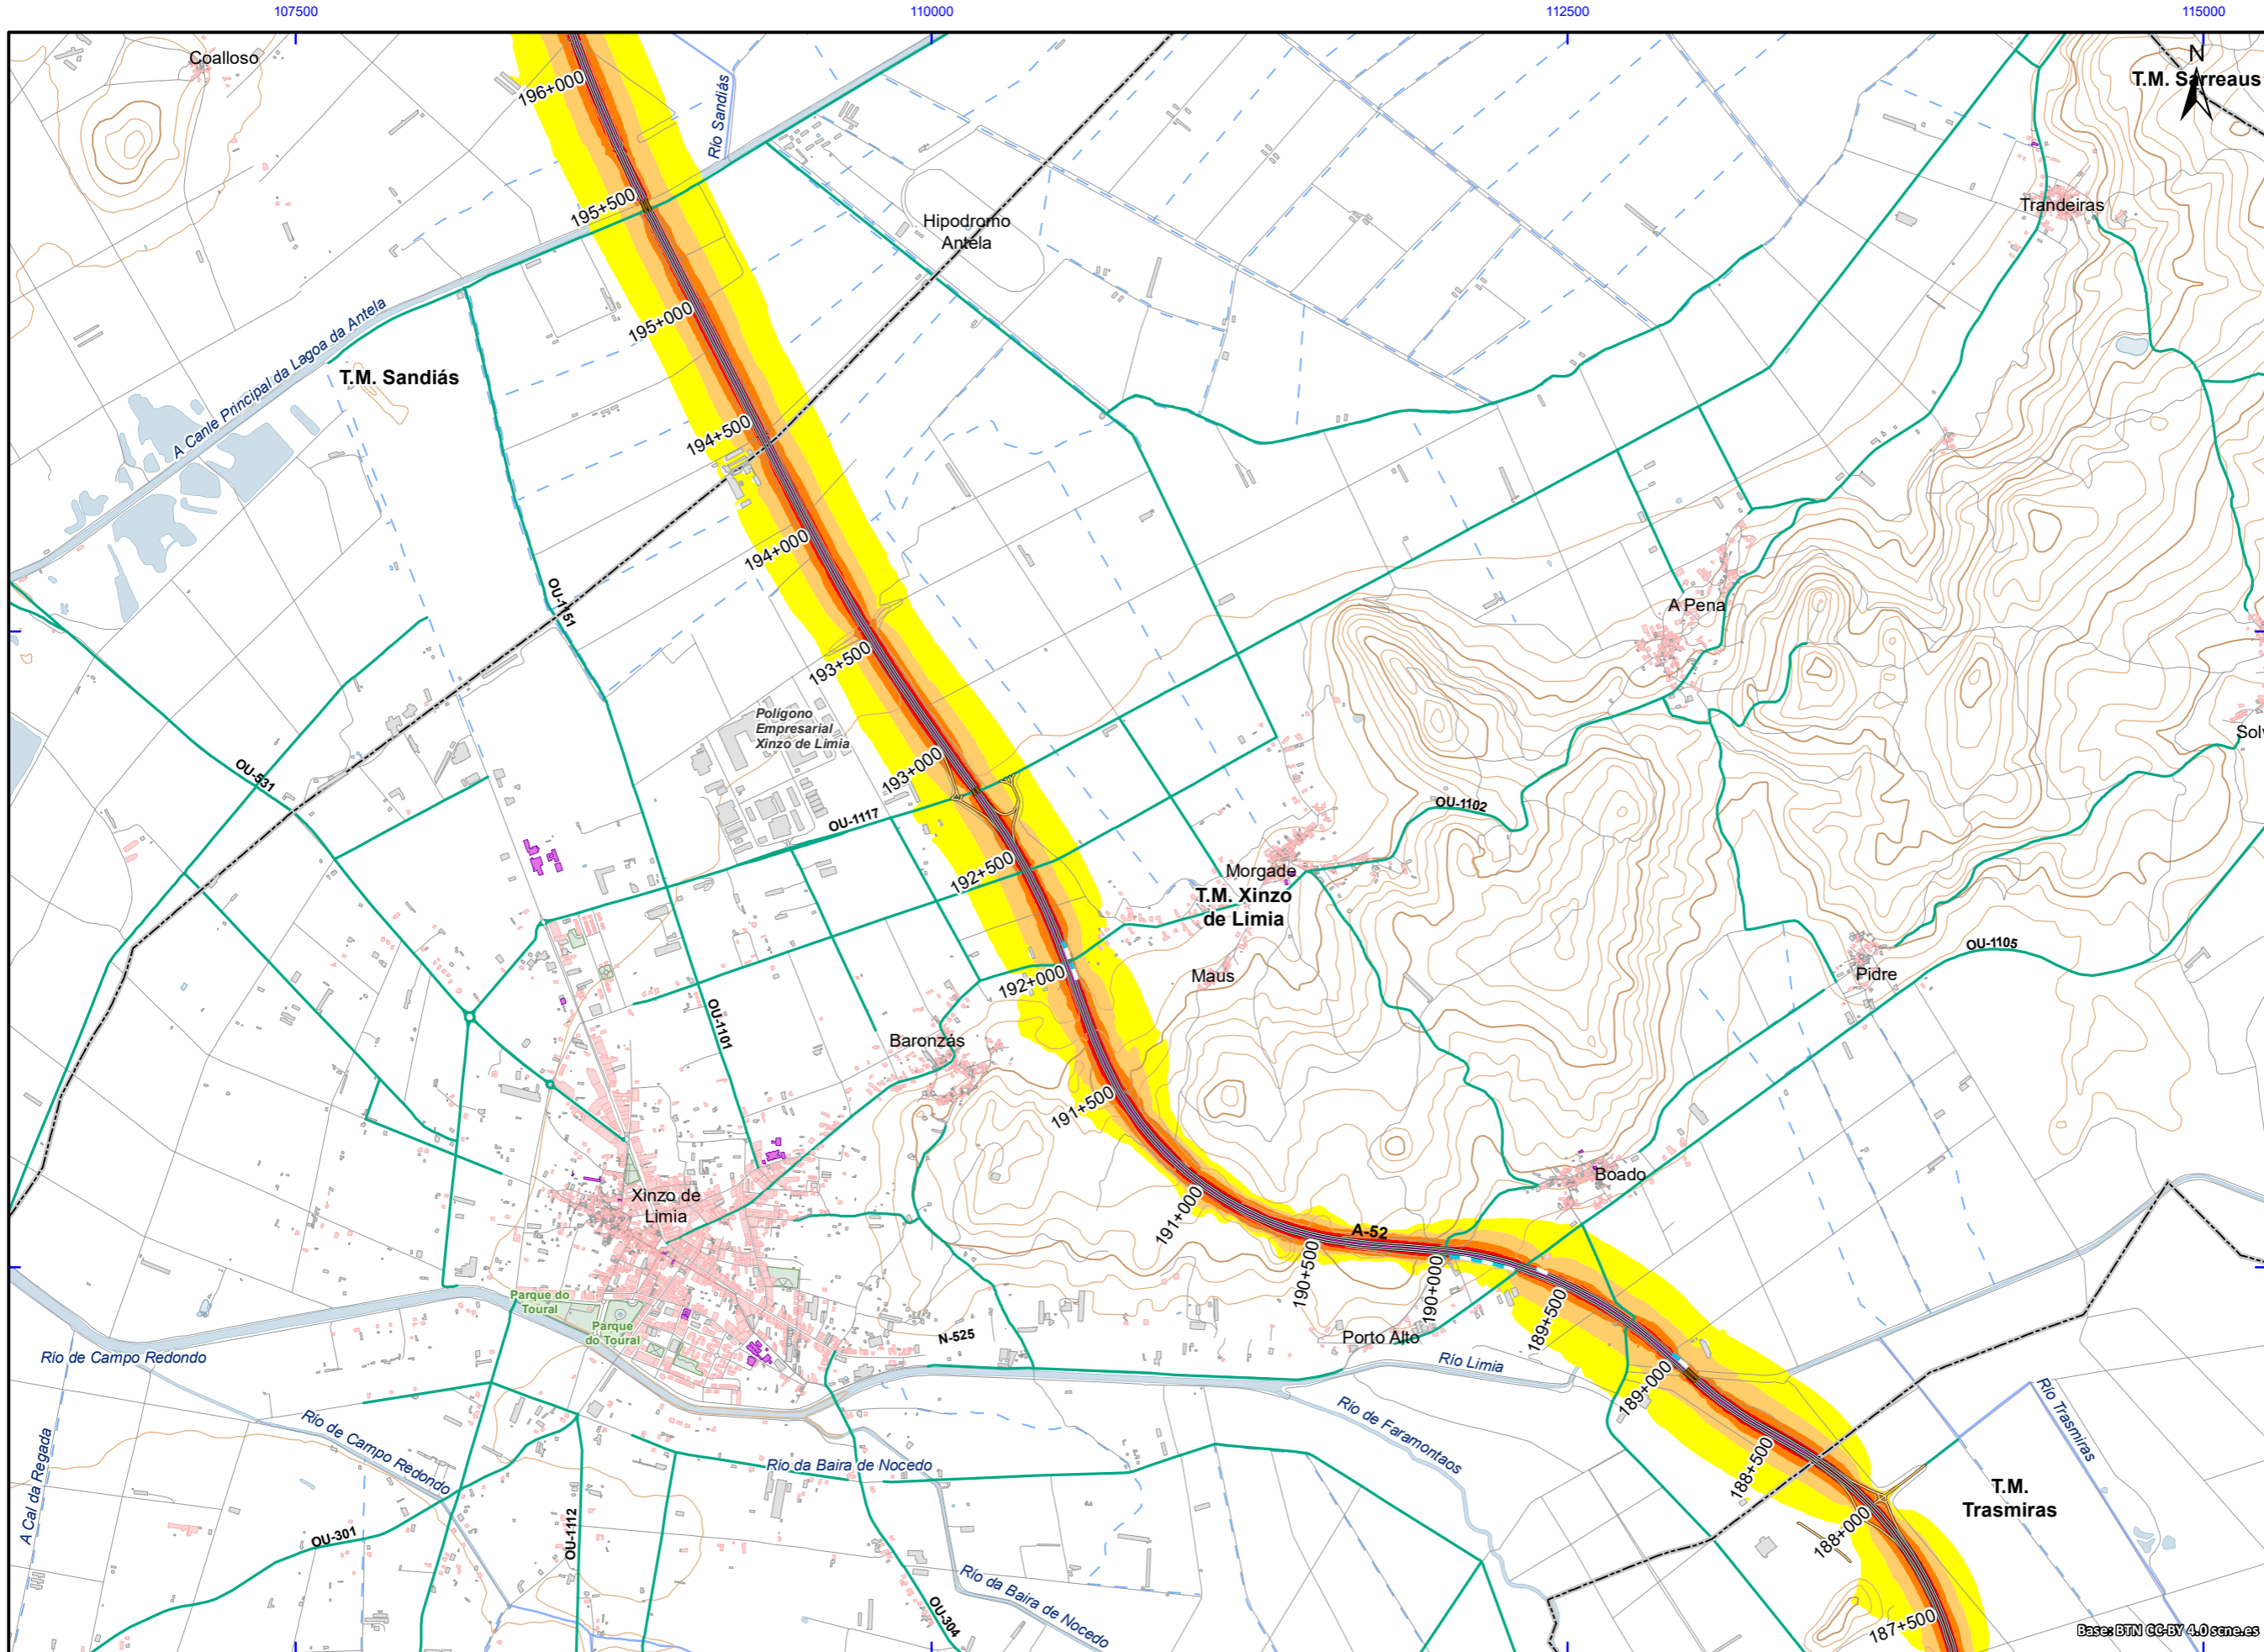 107500
110000
112500
115000
Coalloso
196+000
Río Sandiás
N
T.M. Sarreaus
195+500
Hipodromo
Antela
Trandeiras
195+000
A Canle Principal da Lagoa da Antela
T.M. Sandiás
194+500
194+000
OU-1151
A Pena
193+500
Polígono
Empresarial
Xinzo de Limia
Solv
193+000
OU-531
OU-1117
OU-1102
192+500
Morgade
T.M. Xinzo
de Limia
OU-1105
Pidre
Maus
192+000
OU-1101
Baronzás
191+500
Boado
Xinzo de
Limia
191+000
A-52
190+500
190+000
Parque do
Toural
Parque
do Toural
N-525
Porto Alto
189+500
Río de Campo Redondo
Río Limia
189+000
Río Trasmiras
Río de Faramontaos
Río de Campo Redondo
A Cal da Regada
Río da Baira de Nocedo
188+500
T.M.
Trasmiras
OU-301
OU-1112
188+000
Río da Baira de Nocedo
OU-304
187+500
Base: BTN CC-BY 4.0 scne.es